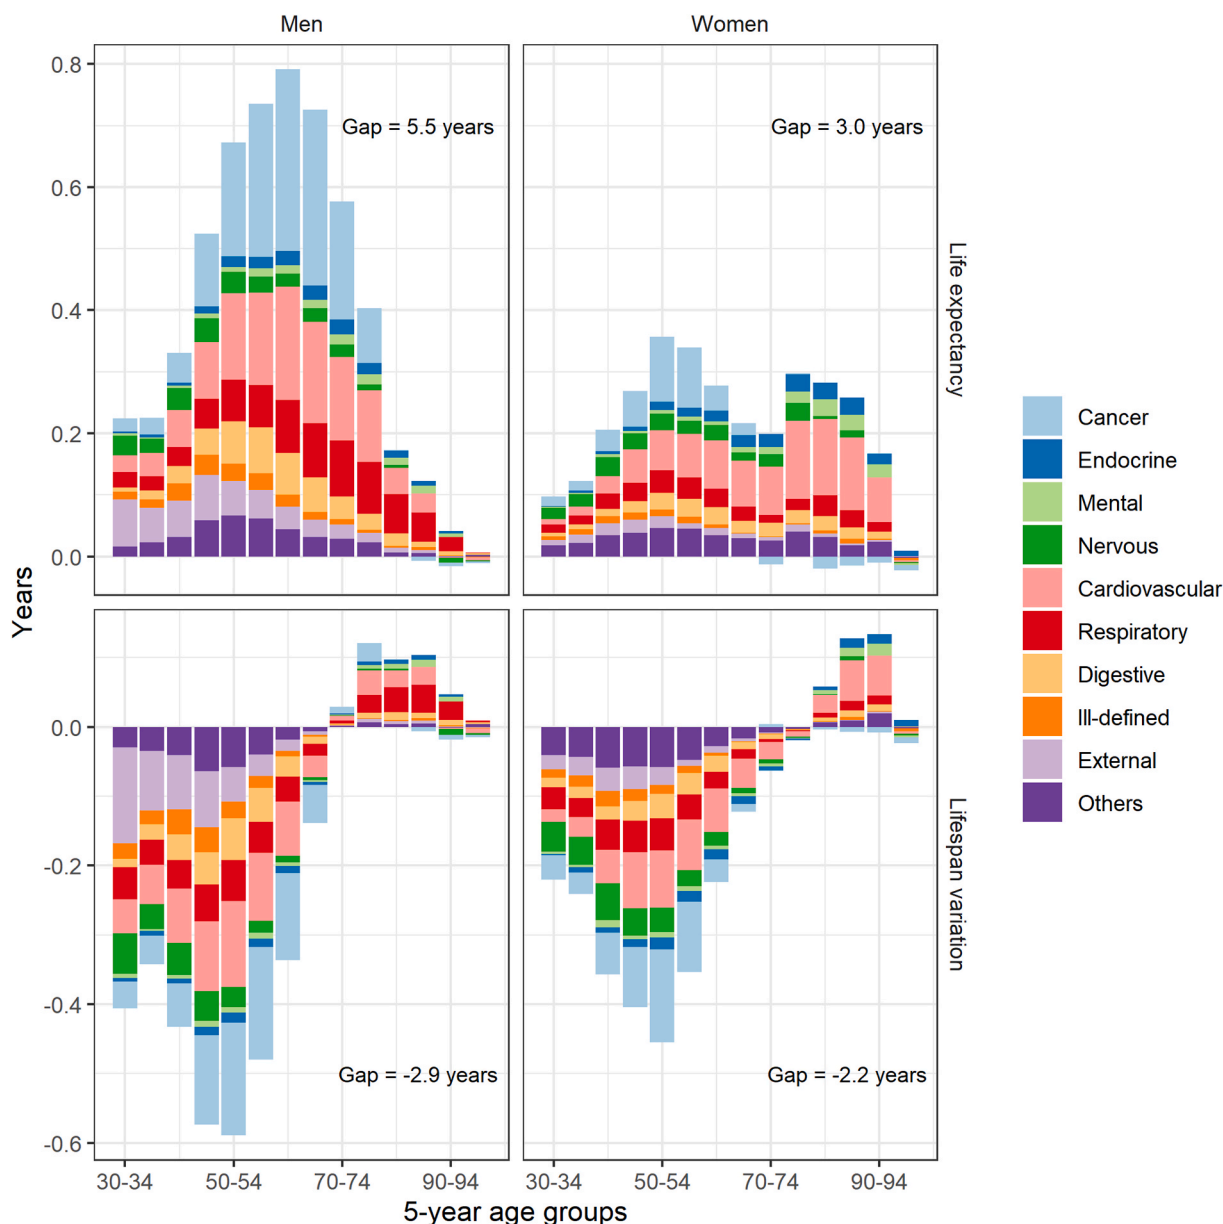 Men
Women
0.8
0.6
0.4
0.2
0.0
Gap = 5.5 years
Gap = 3.0 years
Life expectancy
Years
0.0
-0.2
-0.4
-0.6
Gap = -2.9 years
Gap = -2.2 years
Lifespan variation
30-34
50-54
70-74
90-94
30-34
50-54
70-74
90-94
5-year age groups
Cancer
Endocrine
Mental
Nervous
Cardiovascular
Respiratory
Digestive
Ill-defined
External
Others